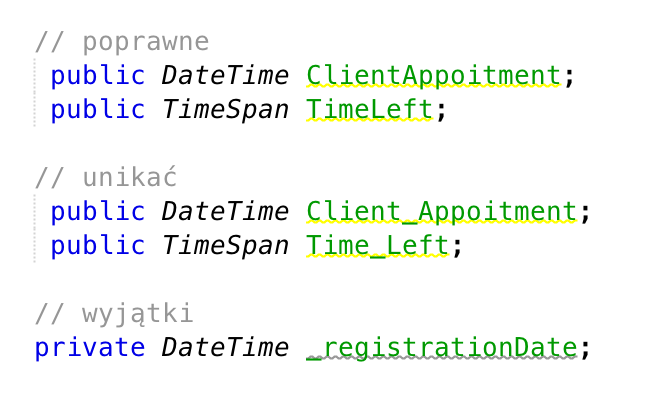 // poprawne
public DateTime ClientAppoitment;
public TimeSpan TimeLeft;
// unikać
public DateTime Client_Appoitment;
public TimeSpan Time_Left;
// wyjątki
private DateTime _registrationDate;